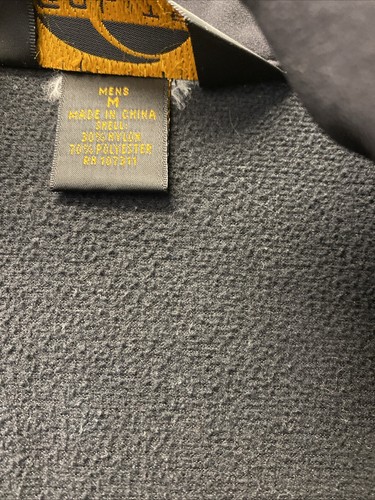 MENS
M
MADE IN CHINA
SHELL:
30% NYLON
70% POLYESTER
RN 107311